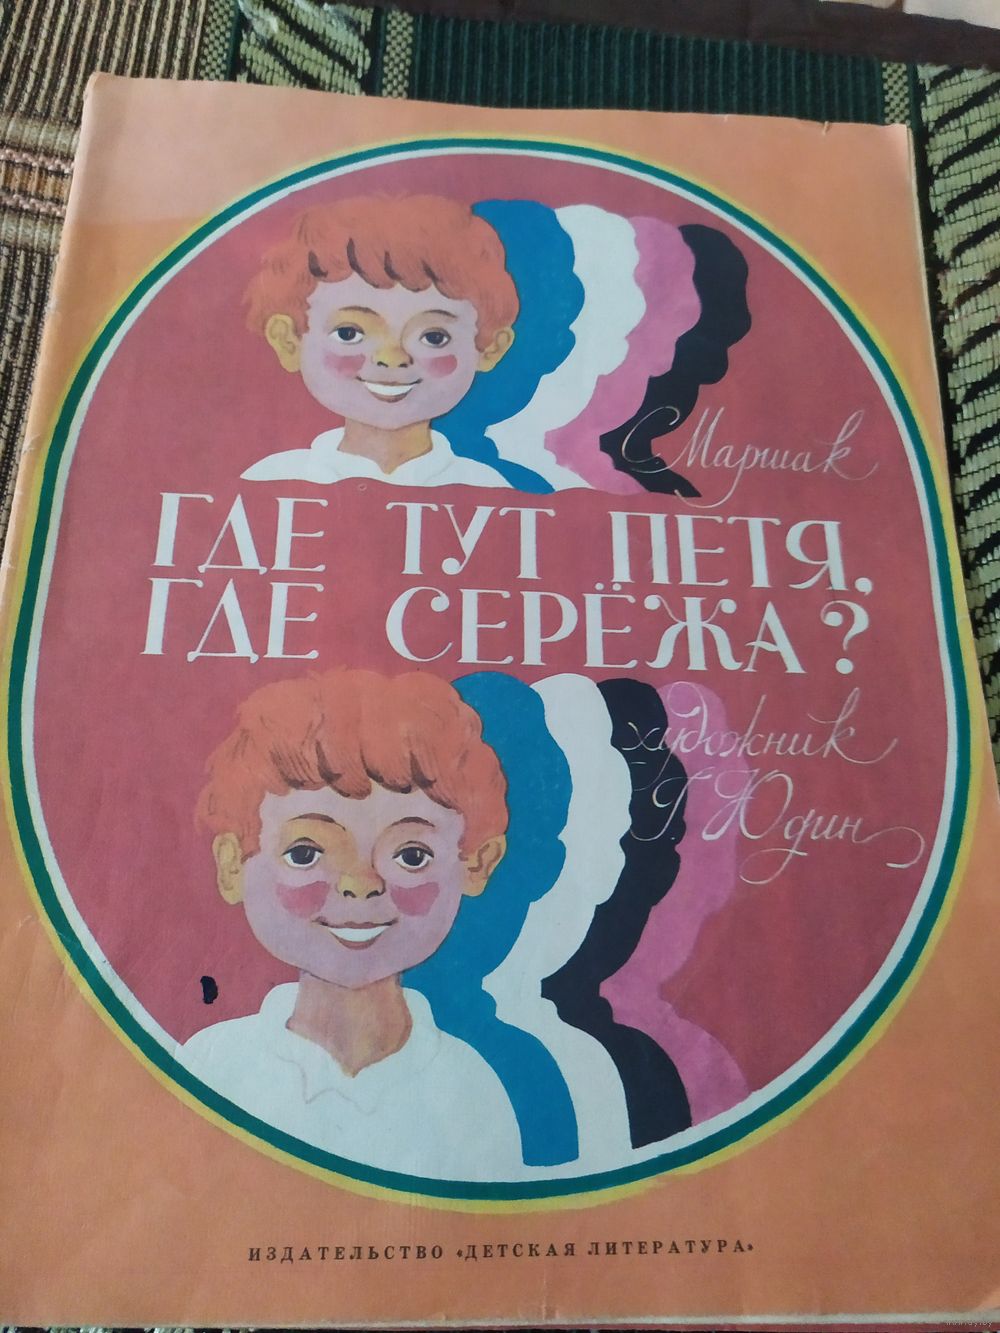 С. Маршак
ГДЕ ТУТ ПЕТЯ,
ГДЕ СЕРЁЖА?
художник
Г. Юдин
ИЗДАТЕЛЬСТВО «ДЕТСКАЯ ЛИТЕРАТУРА»